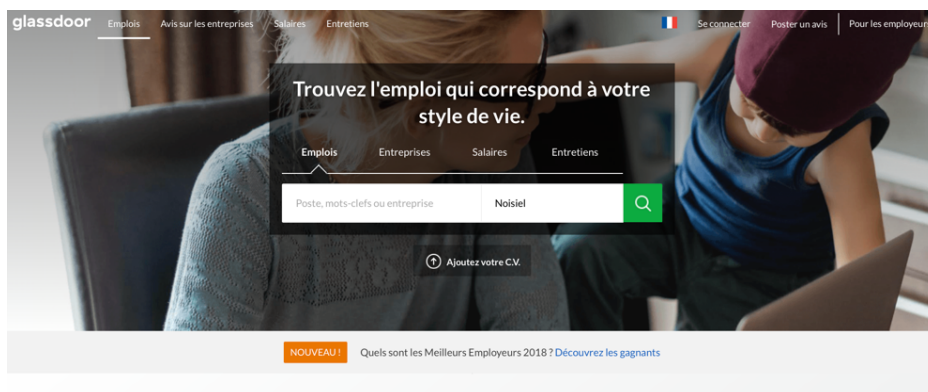 glassdoor Emplois Avis sur les entreprises Salaires Entretiens Se connecter Poster un avis Pour les employeurs
Trouvez l'emploi qui correspond à votre
style de vie.
Emplois Entreprises Salaires Entretiens
Poste, mots-clefs ou entreprise Noisiel
Ajoutez votre C.V.
NOUVEAU ! Quels sont les Meilleurs Employeurs 2018 ? Découvrez les gagnants